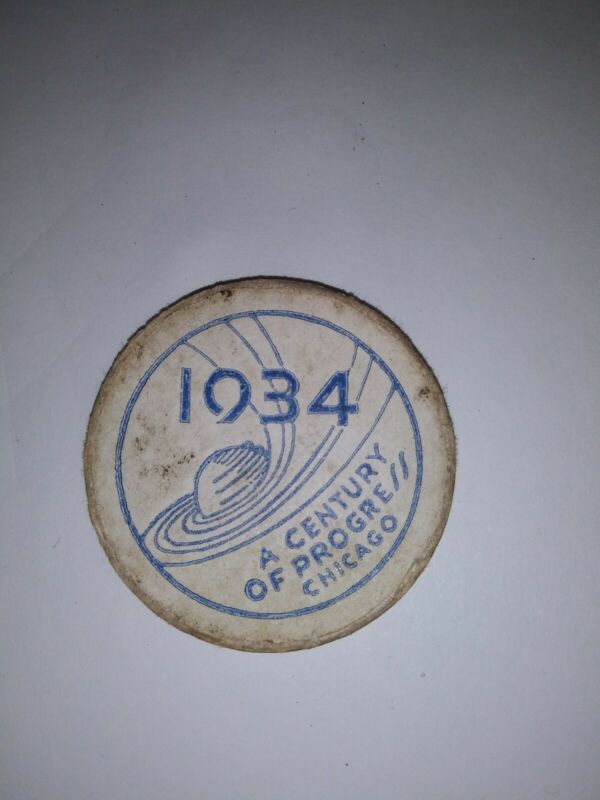 1934
A CENTURY
OF PROGRESS
CHICAGO